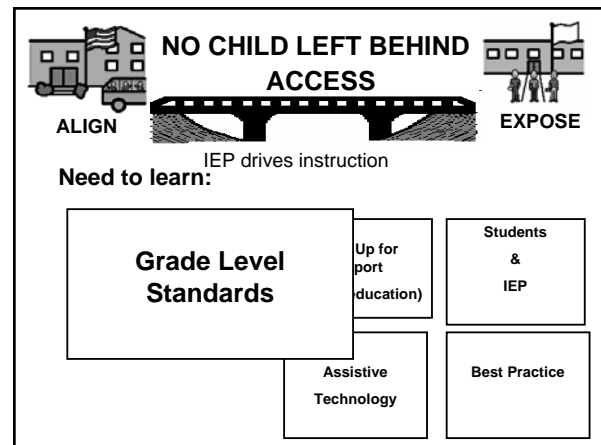 NO CHILD LEFT BEHIND
ACCESS
ALIGN
EXPOSE
IEP drives instruction
Need to learn:
Grade Level
Standards
Up for
port
education)
Students
&
IEP
Assistive
Technology
Best Practice